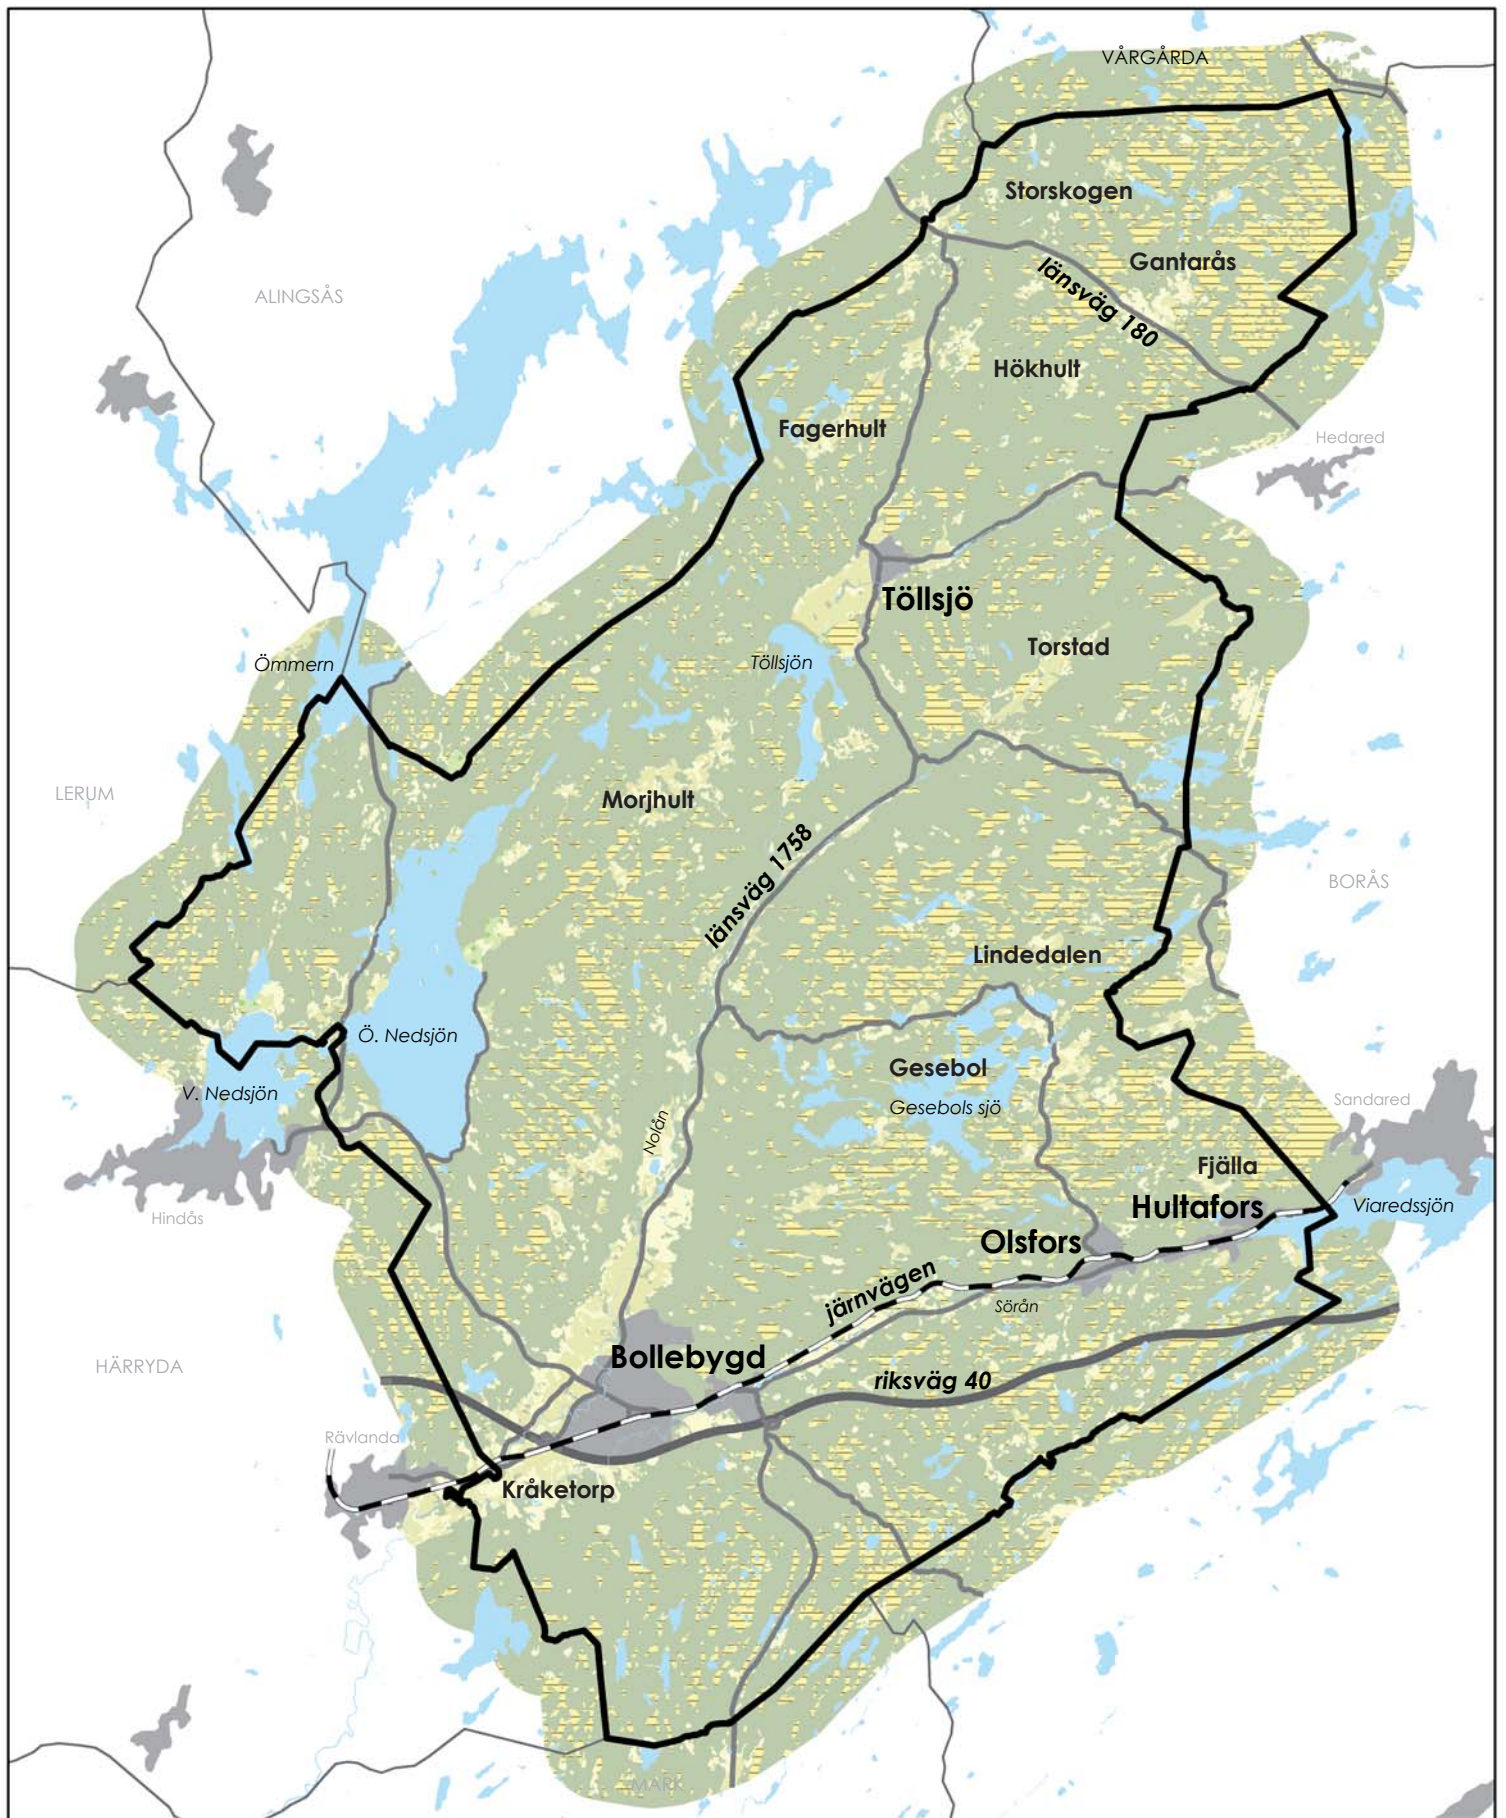 VÅRGÅRDA
Storskogen
Gantarås
ALINGSÅS
länsväg 180
Hökhult
Fagerhult
Hedared
Töllsjö
Torstad
Ömmern
Töllsjön
LERUM
Morjhult
länsväg 1758
BORÅS
Lindedalen
Ö. Nedsjön
Gesebol
V. Nedsjön
Gesebols sjö
Sandared
Nolån
Fjälla
Hindås
Hultafors
Viaredssjön
Olsfors
järnvägen
Sörån
HÄRRYDA
Bollebygd
riksväg 40
Rävlanda
Kråketorp
MARK